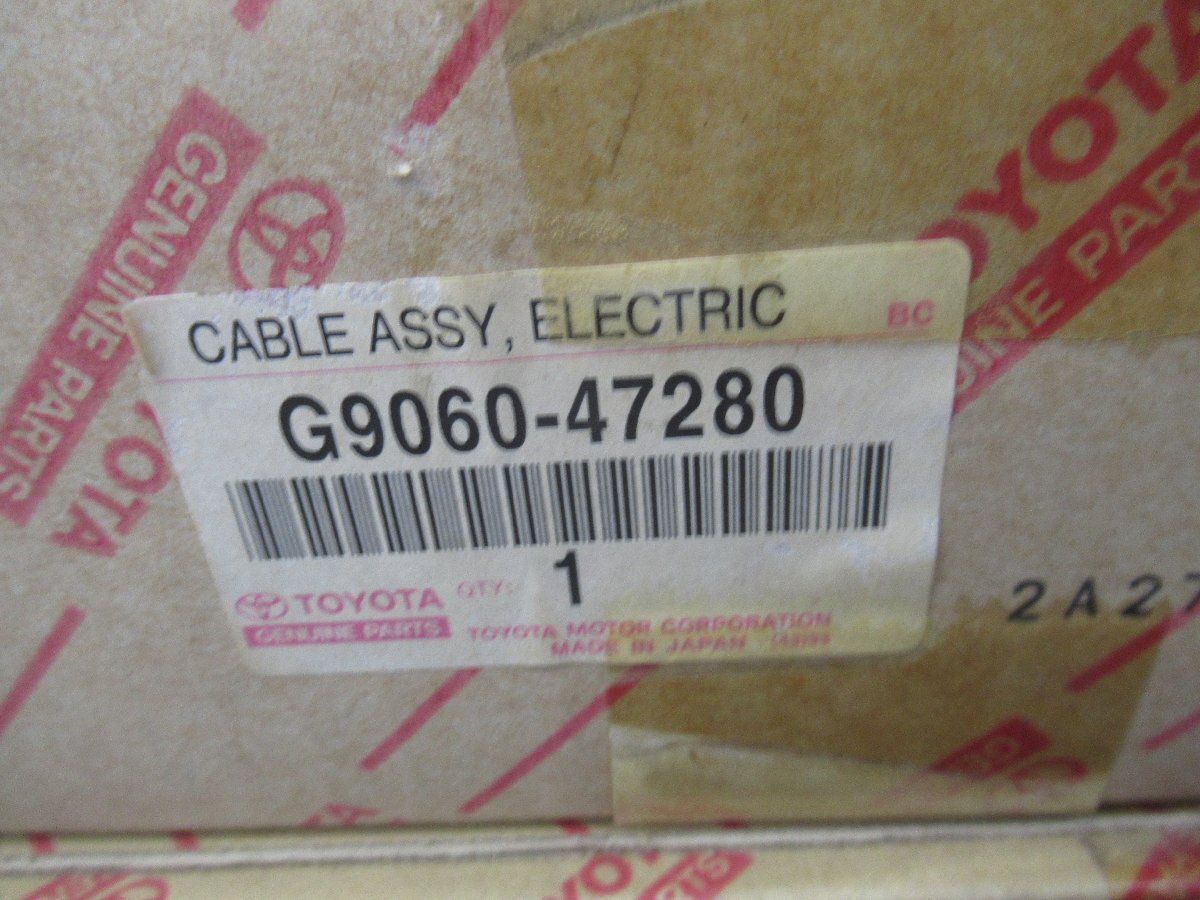 GENUINE PARTS
TOYOTA
TOYOTA
GENUINE PARTS
CABLE ASSY, ELECTRIC
BC
G9060-47280
QTY: 1
TOYOTA
GENUINE PARTS
TOYOTA MOTOR CORPORATION
MADE IN JAPAN
2A27